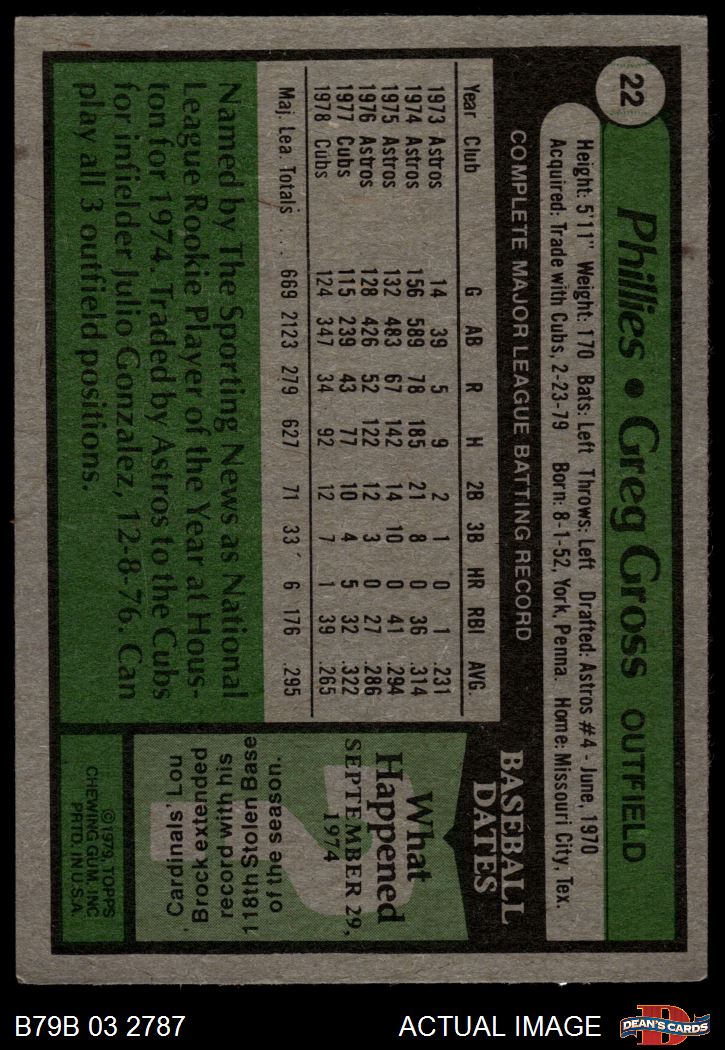 22
Phillies • Greg Gross OUTFIELD
Height: 5'11" Weight: 170 Bats: Left Throws: Left Drafted: Astros #4 - June, 1970
Acquired: Trade with Cubs, 2-23-79 Born: 8-1-52, York, Penna. Home: Missouri City, Tex.
COMPLETE MAJOR LEAGUE BATTING RECORD
Year Club G AB R H 2B 3B HR RBI AVG.
1973 Astros 14 39 5 9 2 1 0 1 .231
1974 Astros 156 589 78 185 21 8 0 36 .314
1975 Astros 132 483 67 142 14 10 0 41 .294
1976 Astros 128 426 52 122 12 3 0 27 .286
1977 Cubs 115 239 43 77 10 4 5 32 .322
1978 Cubs 124 347 34 92 12 7 1 39 .265
Maj. Lea. Totals . . . 669 2123 279 627 71 33 6 176 .295
Named by The Sporting News as National
League Rookie Player of the Year at Hous-
ton for 1974. Traded by Astros to the Cubs
for infielder Julio Gonzalez, 12-8-76. Can
play all 3 outfield positions.
BASEBALL
DATES
What
Happened
SEPTEMBER 29,
1974
Cardinals' Lou
Brock extended
record with his
118th Stolen Base
of the season.
©1979, TOPPS
CHEWING GUM, INC.
PRTD. IN U.S.A.
B79B 03 2787 ACTUAL IMAGE
D
DEAN'S CARDS